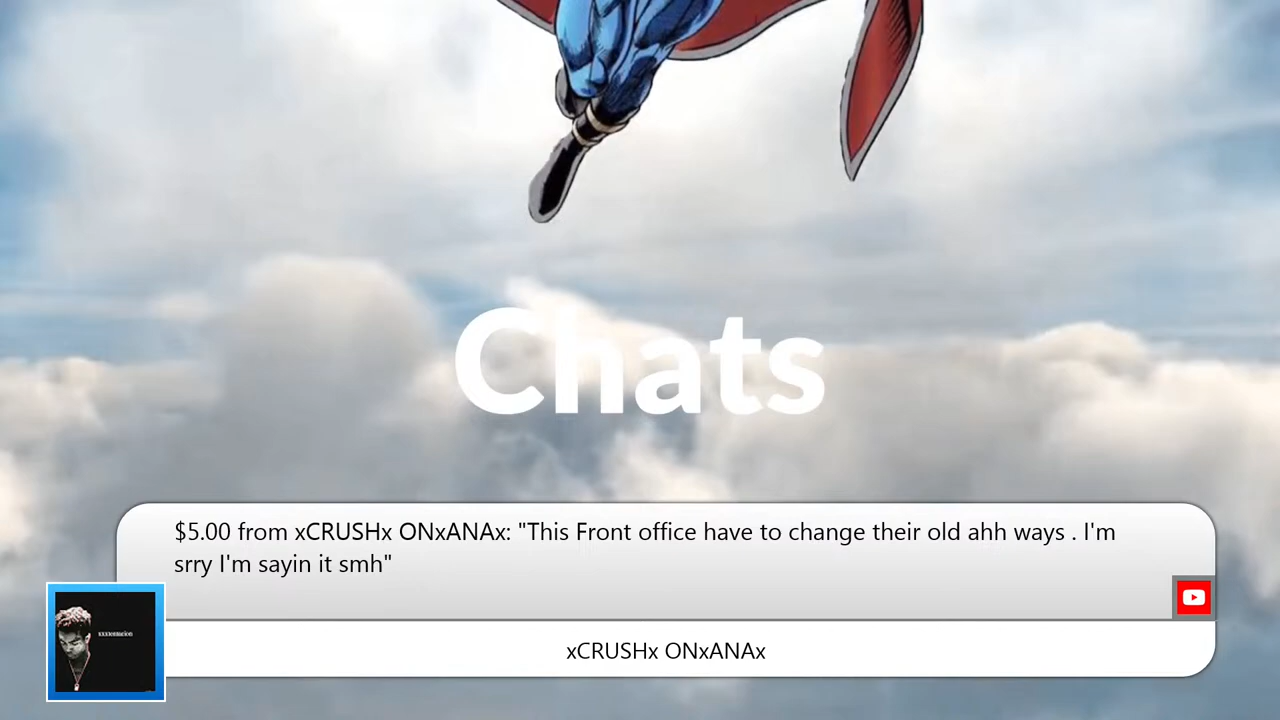 Chats
$5.00 from xCRUSHx ONxANAx: "This Front office have to change their old ahh ways . I'm
srry I'm sayin it smh"
xxxtentacion
xCRUSHx ONxANAx